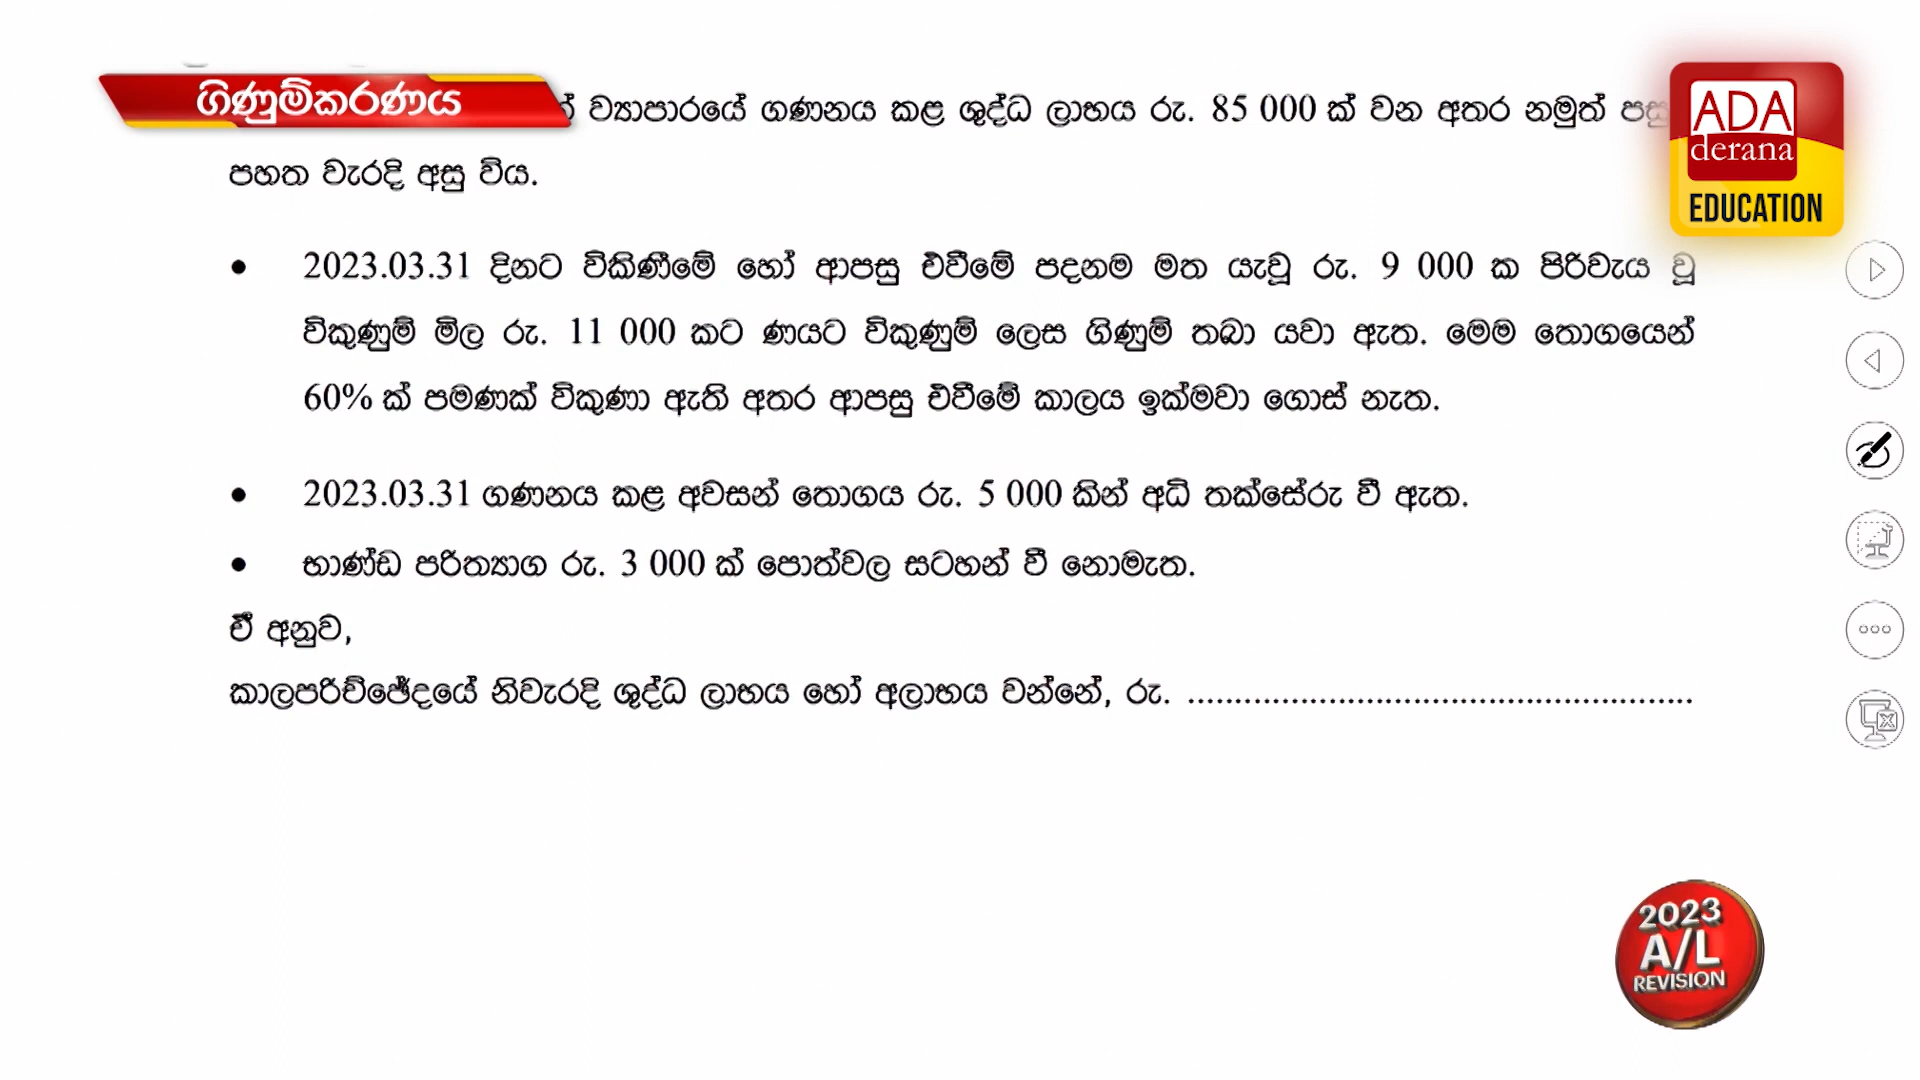 ගිණුම්කරණය
ව්‍යාපාරයේ ගණනය කළ ශුද්ධ ලාභය රු. 85 000 ක් වන අතර නමුත්
ADA
derana
EDUCATION
පහත වැරදි අසු විය.
• 2023.03.31 දිනට විකිණීමේ හෝ ආපසු එවීමේ පදනම මත යැවූ රු. 9 000 ක පිරිවැය වූ
විකුණුම් මිල රු. 11 000 කට ණයට විකුණුම් ලෙස ගිණුම් තබා යවා ඇත. මෙම තොගයෙන්
60% ක් පමණක් විකුණා ඇති අතර ආපසු එවීමේ කාලය ඉක්මවා ගොස් නැත.
• 2023.03.31 ගණනය කළ අවසන් තොගය රු. 5 000 කින් අධි තක්සේරු වී ඇත.
• භාණ්ඩ පරිත්‍යාග රු. 3 000 ක් පොත්වල සටහන් වී නොමැත.
ඒ අනුව,
කාලපරිච්ඡේදයේ නිවැරදි ශුද්ධ ලාභය හෝ අලාභය වන්නේ, රු. ......................................................
2023
A/L
REVISION